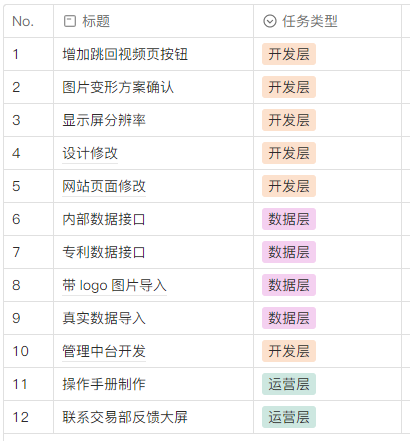 No. 标题 任务类型
1 增加跳回视频页按钮 开发层
2 图片变形方案确认 开发层
3 显示屏分辨率 开发层
4 设计修改 开发层
5 网站页面修改 开发层
6 内部数据接口 数据层
7 专利数据接口 数据层
8 带 logo 图片导入 数据层
9 真实数据导入 数据层
10 管理中台开发 开发层
11 操作手册制作 运营层
12 联系交易部反馈大屏 运营层